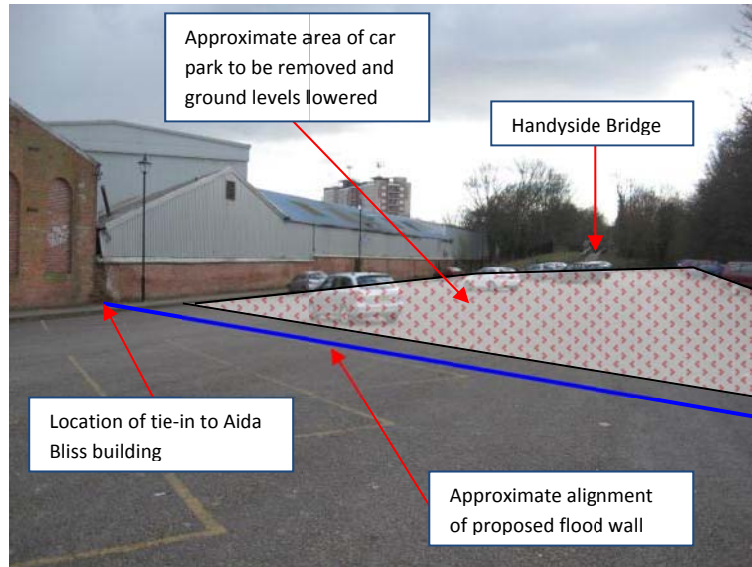 Approximate area of car
park to be removed and
ground levels lowered
Handyside Bridge
Location of tie-in to Aida
Bliss building
Approximate alignment
of proposed flood wall